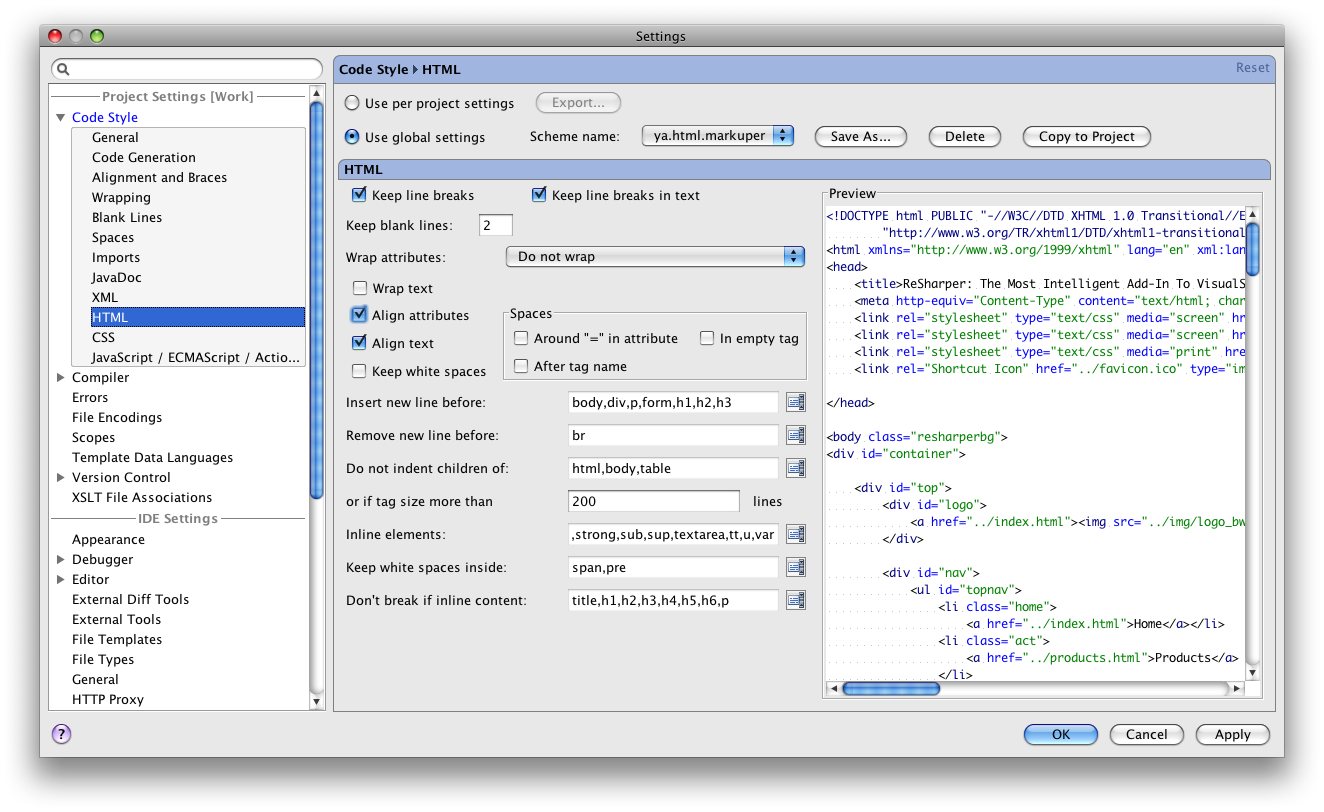 Settings
Project Settings [Work]
Code Style
General
Code Generation
Alignment and Braces
Wrapping
Blank Lines
Spaces
Imports
JavaDoc
XML
HTML
CSS
JavaScript / ECMAScript / Actio...
Compiler
Errors
File Encodings
Scopes
Template Data Languages
Version Control
XSLT File Associations
IDE Settings
Appearance
Debugger
Editor
External Diff Tools
External Tools
File Templates
File Types
General
HTTP Proxy
Code Style HTML Reset
Use per project settings Export...
Use global settings Scheme name: ya.html.markuper Save As... Delete Copy to Project
HTML
Keep line breaks Keep line breaks in text
Keep blank lines: 2
Wrap attributes: Do not wrap
Wrap text
Align attributes
Align text
Keep white spaces
Spaces
Around "=" in attribute In empty tag
After tag name
Insert new line before: body,div,p,form,h1,h2,h3
Remove new line before: br
Do not indent children of: html,body,table
or if tag size more than 200 lines
Inline elements: ,strong,sub,sup,textarea,tt,u,var
Keep white spaces inside: span,pre
Don't break if inline content: title,h1,h2,h3,h4,h5,h6,p
Preview
<!DOCTYPE html PUBLIC "-//W3C//DTD XHTML 1.0 Transitional//E
"http://www.w3.org/TR/xhtml1/DTD/xhtml1-transitional
<html xmlns="http://www.w3.org/1999/xhtml" lang="en" xml:lan
<head>
<title>ReSharper: The Most Intelligent Add-In To VisualS
<meta http-equiv="Content-Type" content="text/html; char
<link rel="stylesheet" type="text/css" media="screen" hr
<link rel="stylesheet" type="text/css" media="screen" hr
<link rel="stylesheet" type="text/css" media="print" hre
<link rel="Shortcut Icon" href="../favicon.ico" type="im
</head>
<body class="resharperbg">
<div id="container">
<div id="top">
<div id="logo">
<a href="../index.html"><img src="../img/logo_bw
</div>
<div id="nav">
<ul id="topnav">
<li class="home">
<a href="../index.html">Home</a></li>
<li class="act">
<a href="../products.html">Products</a>
</li>
?
OK Cancel Apply